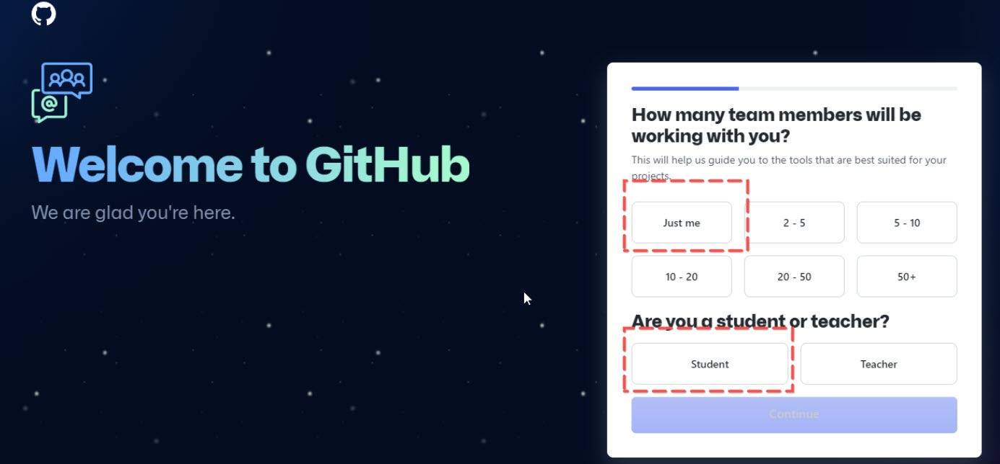 Welcome to GitHub
We are glad you're here.
How many team members will be
working with you?
This will help us guide you to the tools that are best suited for your
projects.
Just me
2 - 5
5 - 10
10 - 20
20 - 50
50+
Are you a student or teacher?
Student
Teacher
Continue